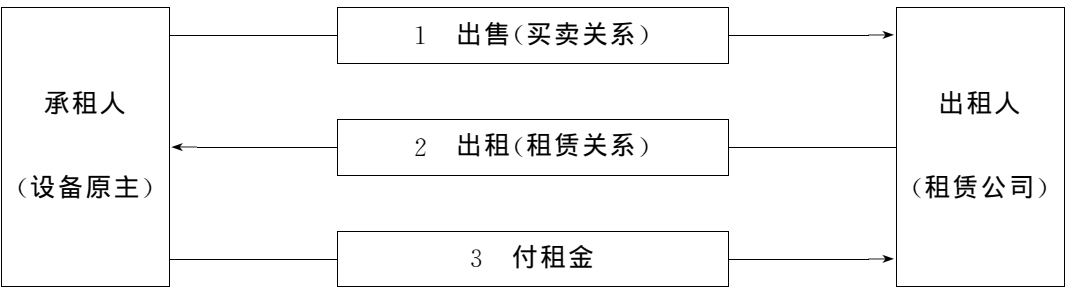 承租人
(设备原主)
1 出售(买卖关系)
2 出租(租赁关系)
3 付租金
出租人
(租赁公司)